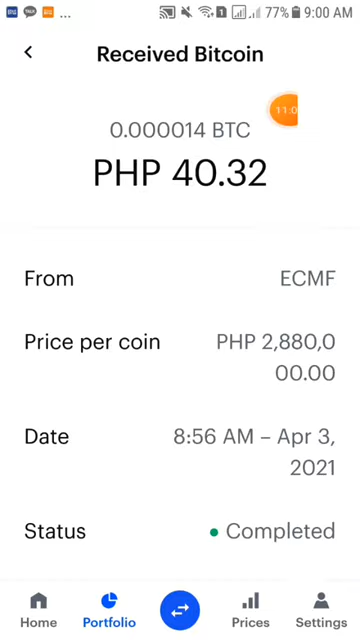 77% 9:00 AM
Received Bitcoin
0.000014 BTC
PHP 40.32
From ECMF
Price per coin PHP 2,880,0
00.00
Date 8:56 AM – Apr 3,
2021
Status Completed
Home Portfolio Prices Settings